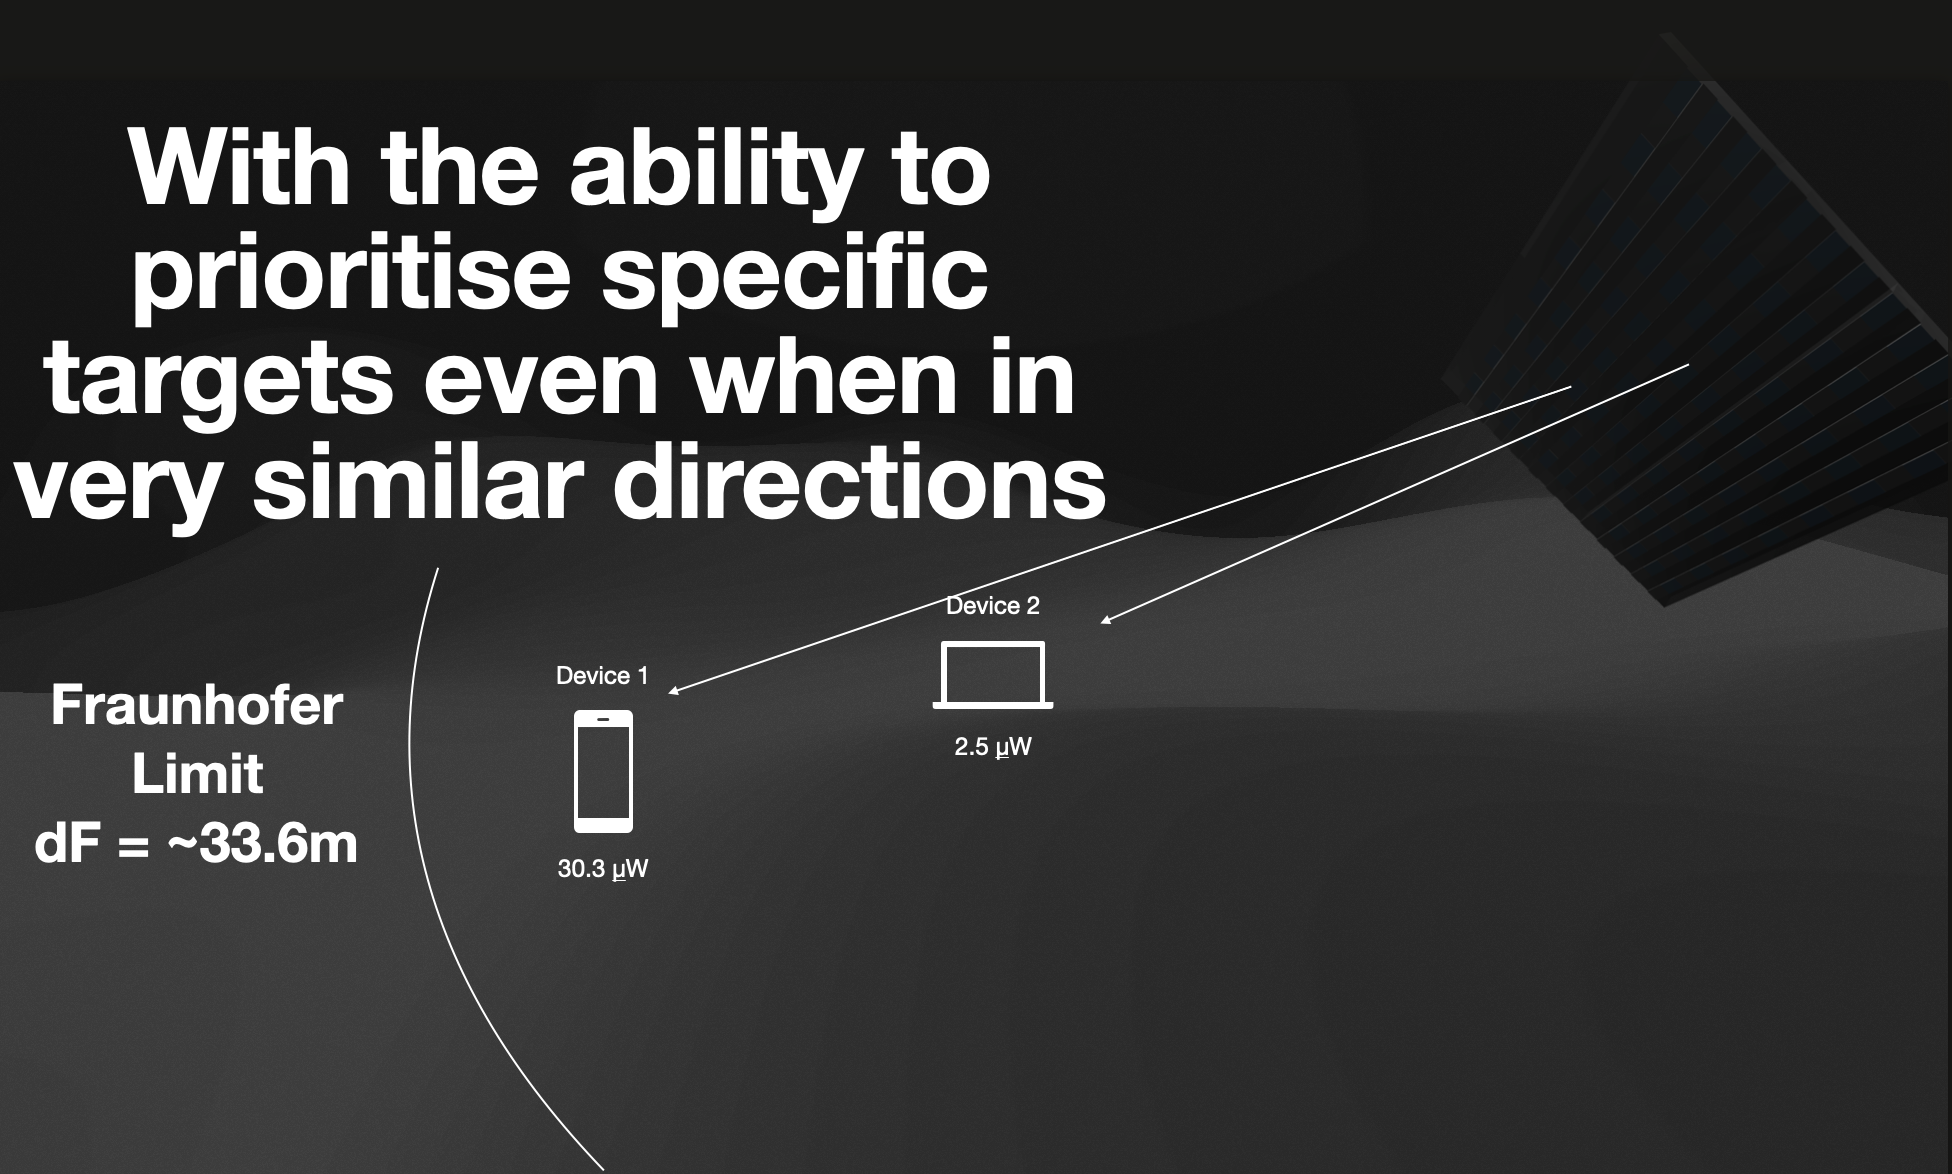 With the ability to
prioritise specific
targets even when in
very similar directions
Device 2
Device 1
2.5 µW
Fraunhofer
Limit
dF = ~33.6m
30.3 µW